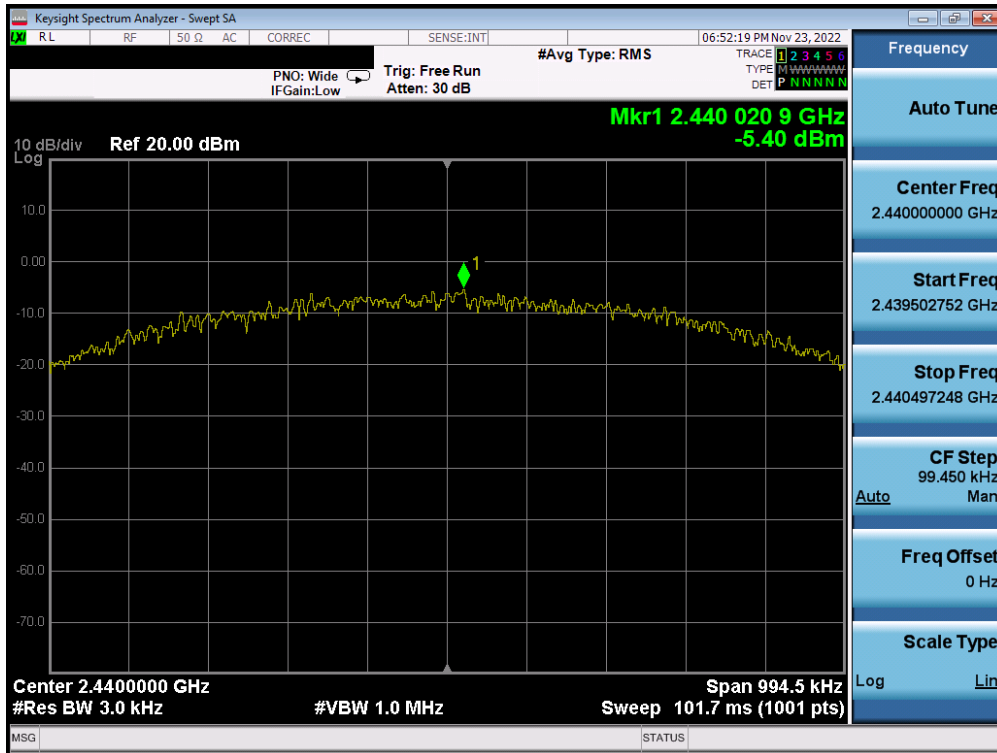 Keysight Spectrum Analyzer - Swept SA
LXI RL RF 50 Ω AC CORREC SENSE:INT 06:52:19 PM Nov 23, 2022
#Avg Type: RMS
TRACE 1 2 3 4 5 6
PNO: Wide Trig: Free Run
TYPE M W W W W W
IFGain:Low Atten: 30 dB
DET P N N N N N
Mkr1 2.440 020 9 GHz
-5.40 dBm
10 dB/div Ref 20.00 dBm
Log
1
10.0
0.00
-10.0
-20.0
-30.0
-40.0
-50.0
-60.0
-70.0
Center 2.4400000 GHz Span 994.5 kHz
#Res BW 3.0 kHz #VBW 1.0 MHz Sweep 101.7 ms (1001 pts)
MSG STATUS
Frequency
Auto Tune
Center Freq
2.440000000 GHz
Start Freq
2.439502752 GHz
Stop Freq
2.440497248 GHz
CF Step
99.450 kHz
Auto Man
Freq Offset
0 Hz
Scale Type
Log Lin